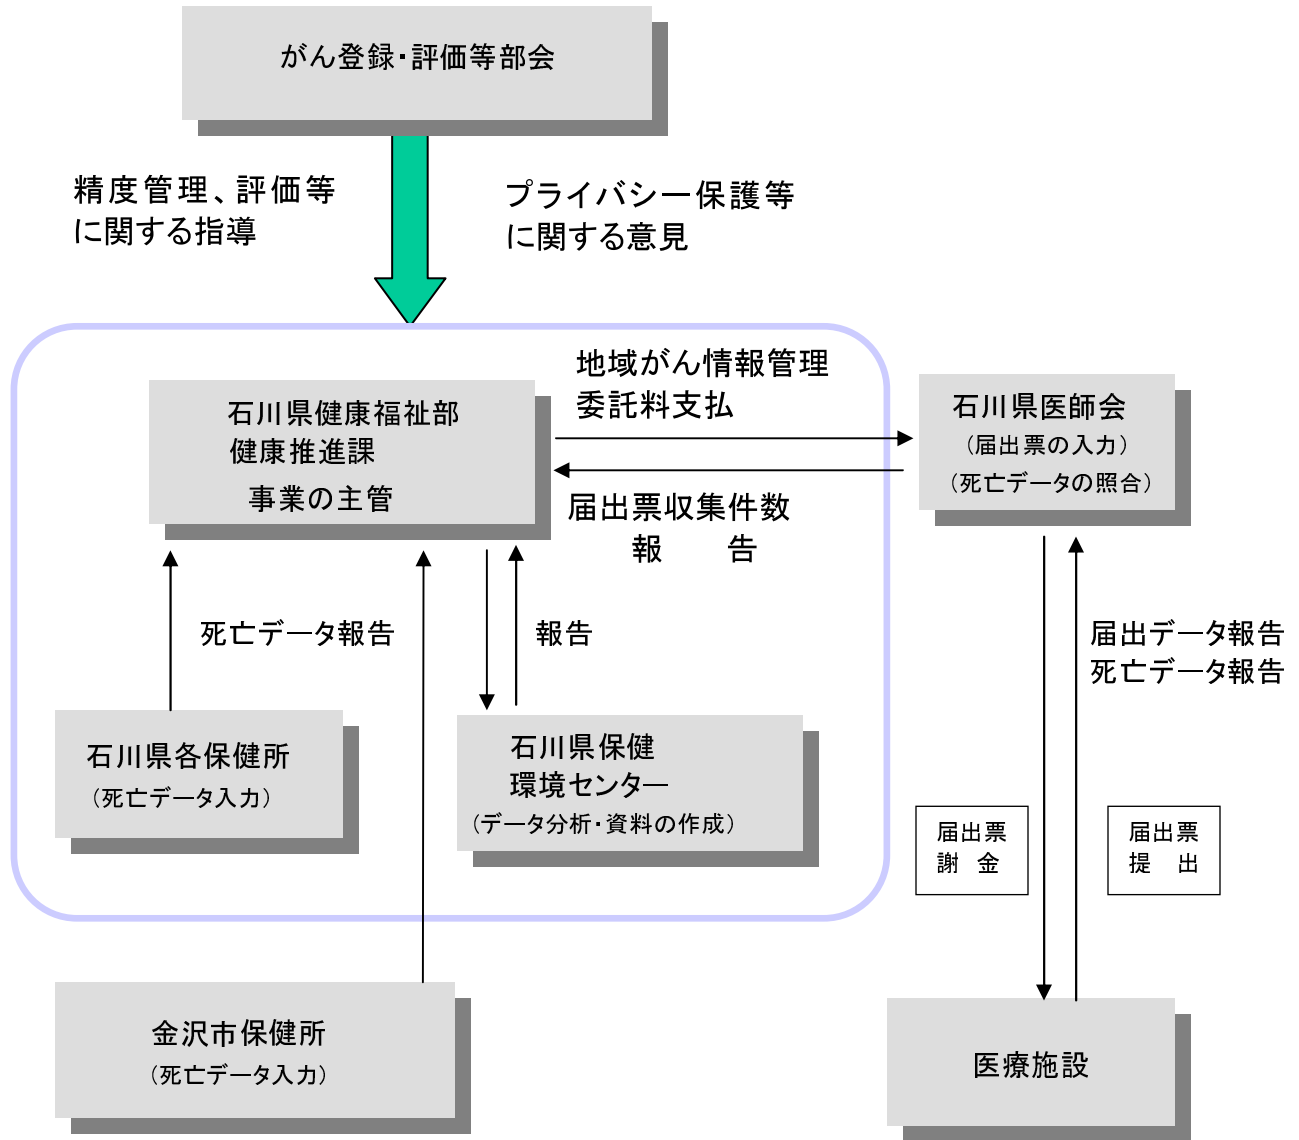 がん登録・評価等部会
精度管理、評価等
に関する指導
プライバシー保護等
に関する意見
地域がん情報管理
委託料支払
石川県健康福祉部
健康推進課
事業の主管
石川県医師会
（届出票の入力）
（死亡データの照合）
届出票収集件数
報　　告
死亡データ報告
報告
届出データ報告
死亡データ報告
石川県各保健所
（死亡データ入力）
石川県保健
環境センター
（データ分析・資料の作成）
届出票
謝　金
届出票
提　出
金沢市保健所
（死亡データ入力）
医療施設